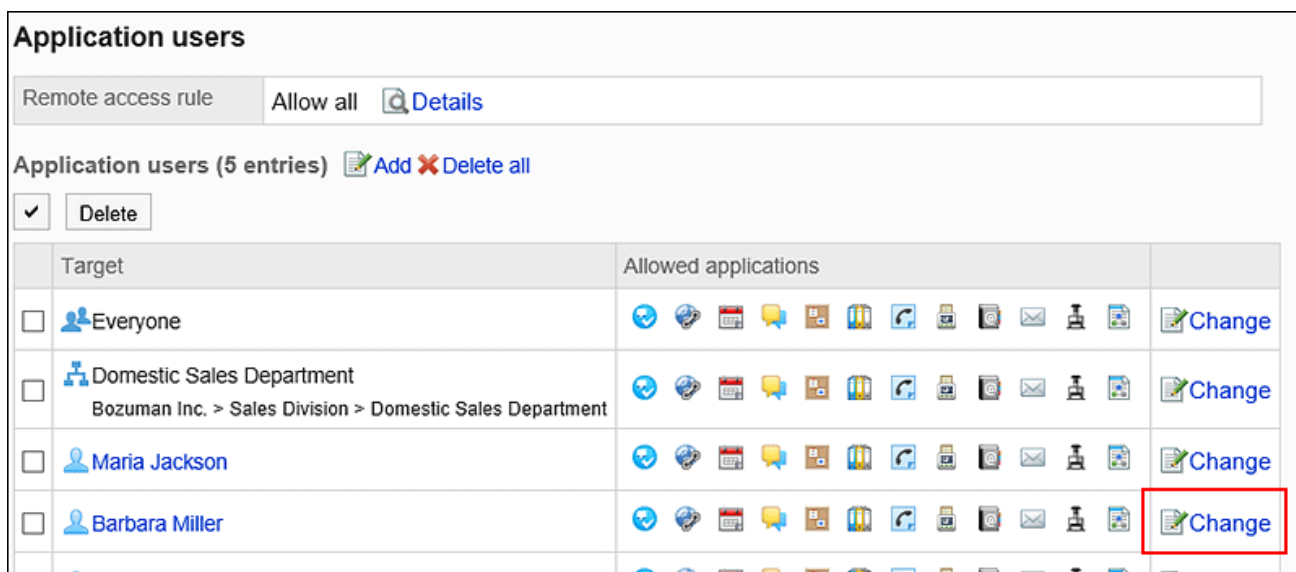 Application users
Remote access rule Allow all Details
Application users (5 entries) Add Delete all
Delete
Target Allowed applications
Everyone Change
Domestic Sales Department
Bozuman Inc. > Sales Division > Domestic Sales Department Change
Maria Jackson Change
Barbara Miller Change